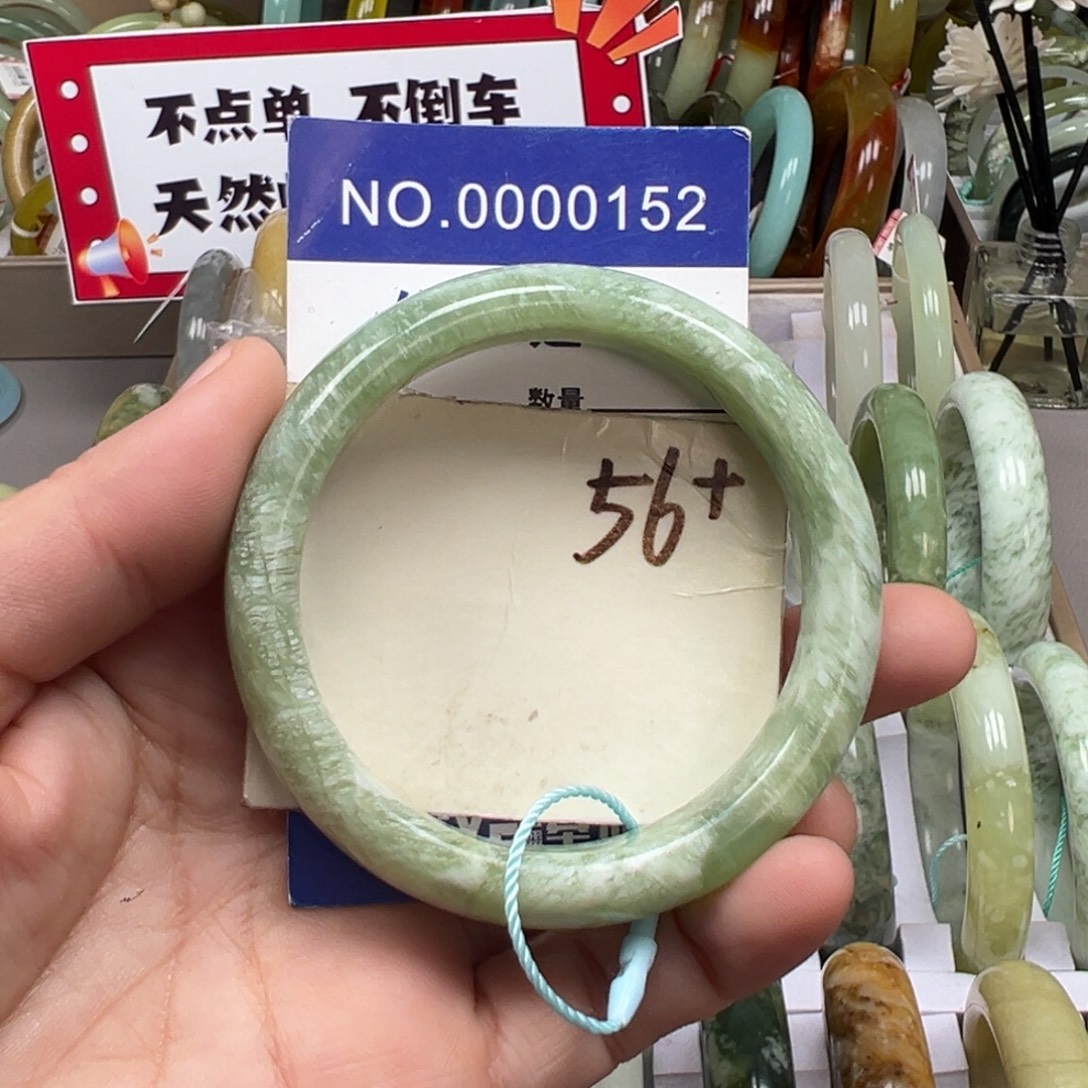 不点单 不倒车
天然
NO.0000152
数量
56+